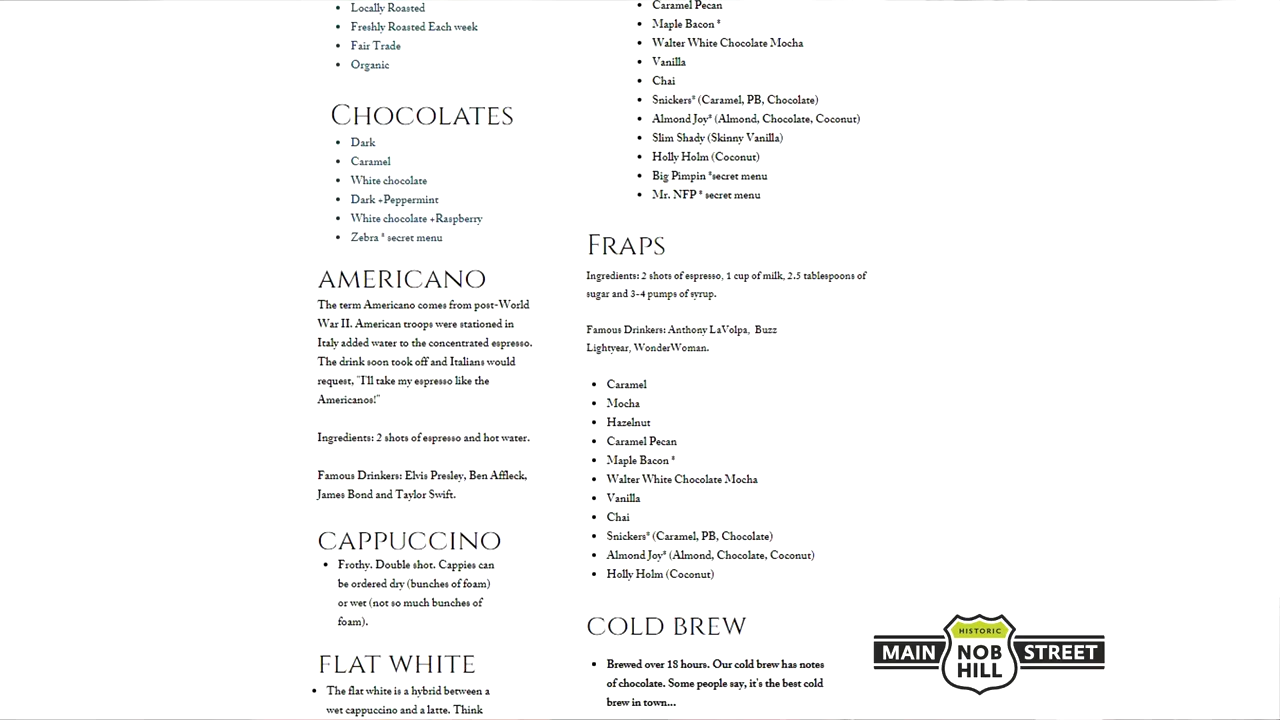 Locally Roasted
Freshly Roasted Each week
Fair Trade
Organic
CHOCOLATES
Dark
Caramel
White chocolate
Dark +Peppermint
White chocolate +Raspberry
Zebra * secret menu
AMERICANO
The term Americano comes from post-World
War II. American troops were stationed in
Italy added water to the concentrated espresso.
The drink soon took off and Italians would
request, "I'll take my espresso like the
Americanos!"
Ingredients: 2 shots of espresso and hot water.
Famous Drinkers: Elvis Presley, Ben Affleck,
James Bond and Taylor Swift.
CAPPUCCINO
Frothy. Double shot. Cappies can
be ordered dry (bunches of foam)
or wet (not so much bunches of
foam).
FLAT WHITE
The flat white is a hybrid between a
wet cappuccino and a latte. Think
Caramel Pecan
Maple Bacon *
Walter White Chocolate Mocha
Vanilla
Chai
Snickers* (Caramel, PB, Chocolate)
Almond Joy* (Almond, Chocolate, Coconut)
Slim Shady (Skinny Vanilla)
Holly Holm (Coconut)
Big Pimpin *secret menu
Mr. NFP * secret menu
FRAPS
Ingredients: 2 shots of espresso, 1 cup of milk, 2.5 tablespoons of
sugar and 3-4 pumps of syrup.
Famous Drinkers: Anthony LaVolpa, Buzz
Lightyear, WonderWoman.
Caramel
Mocha
Hazelnut
Caramel Pecan
Maple Bacon *
Walter White Chocolate Mocha
Vanilla
Chai
Snickers* (Caramel, PB, Chocolate)
Almond Joy* (Almond, Chocolate, Coconut)
Holly Holm (Coconut)
COLD BREW
Brewed over 18 hours. Our cold brew has notes
of chocolate. Some people say, it's the best cold
brew in town...
HISTORIC
MAIN NOB STREET
HILL